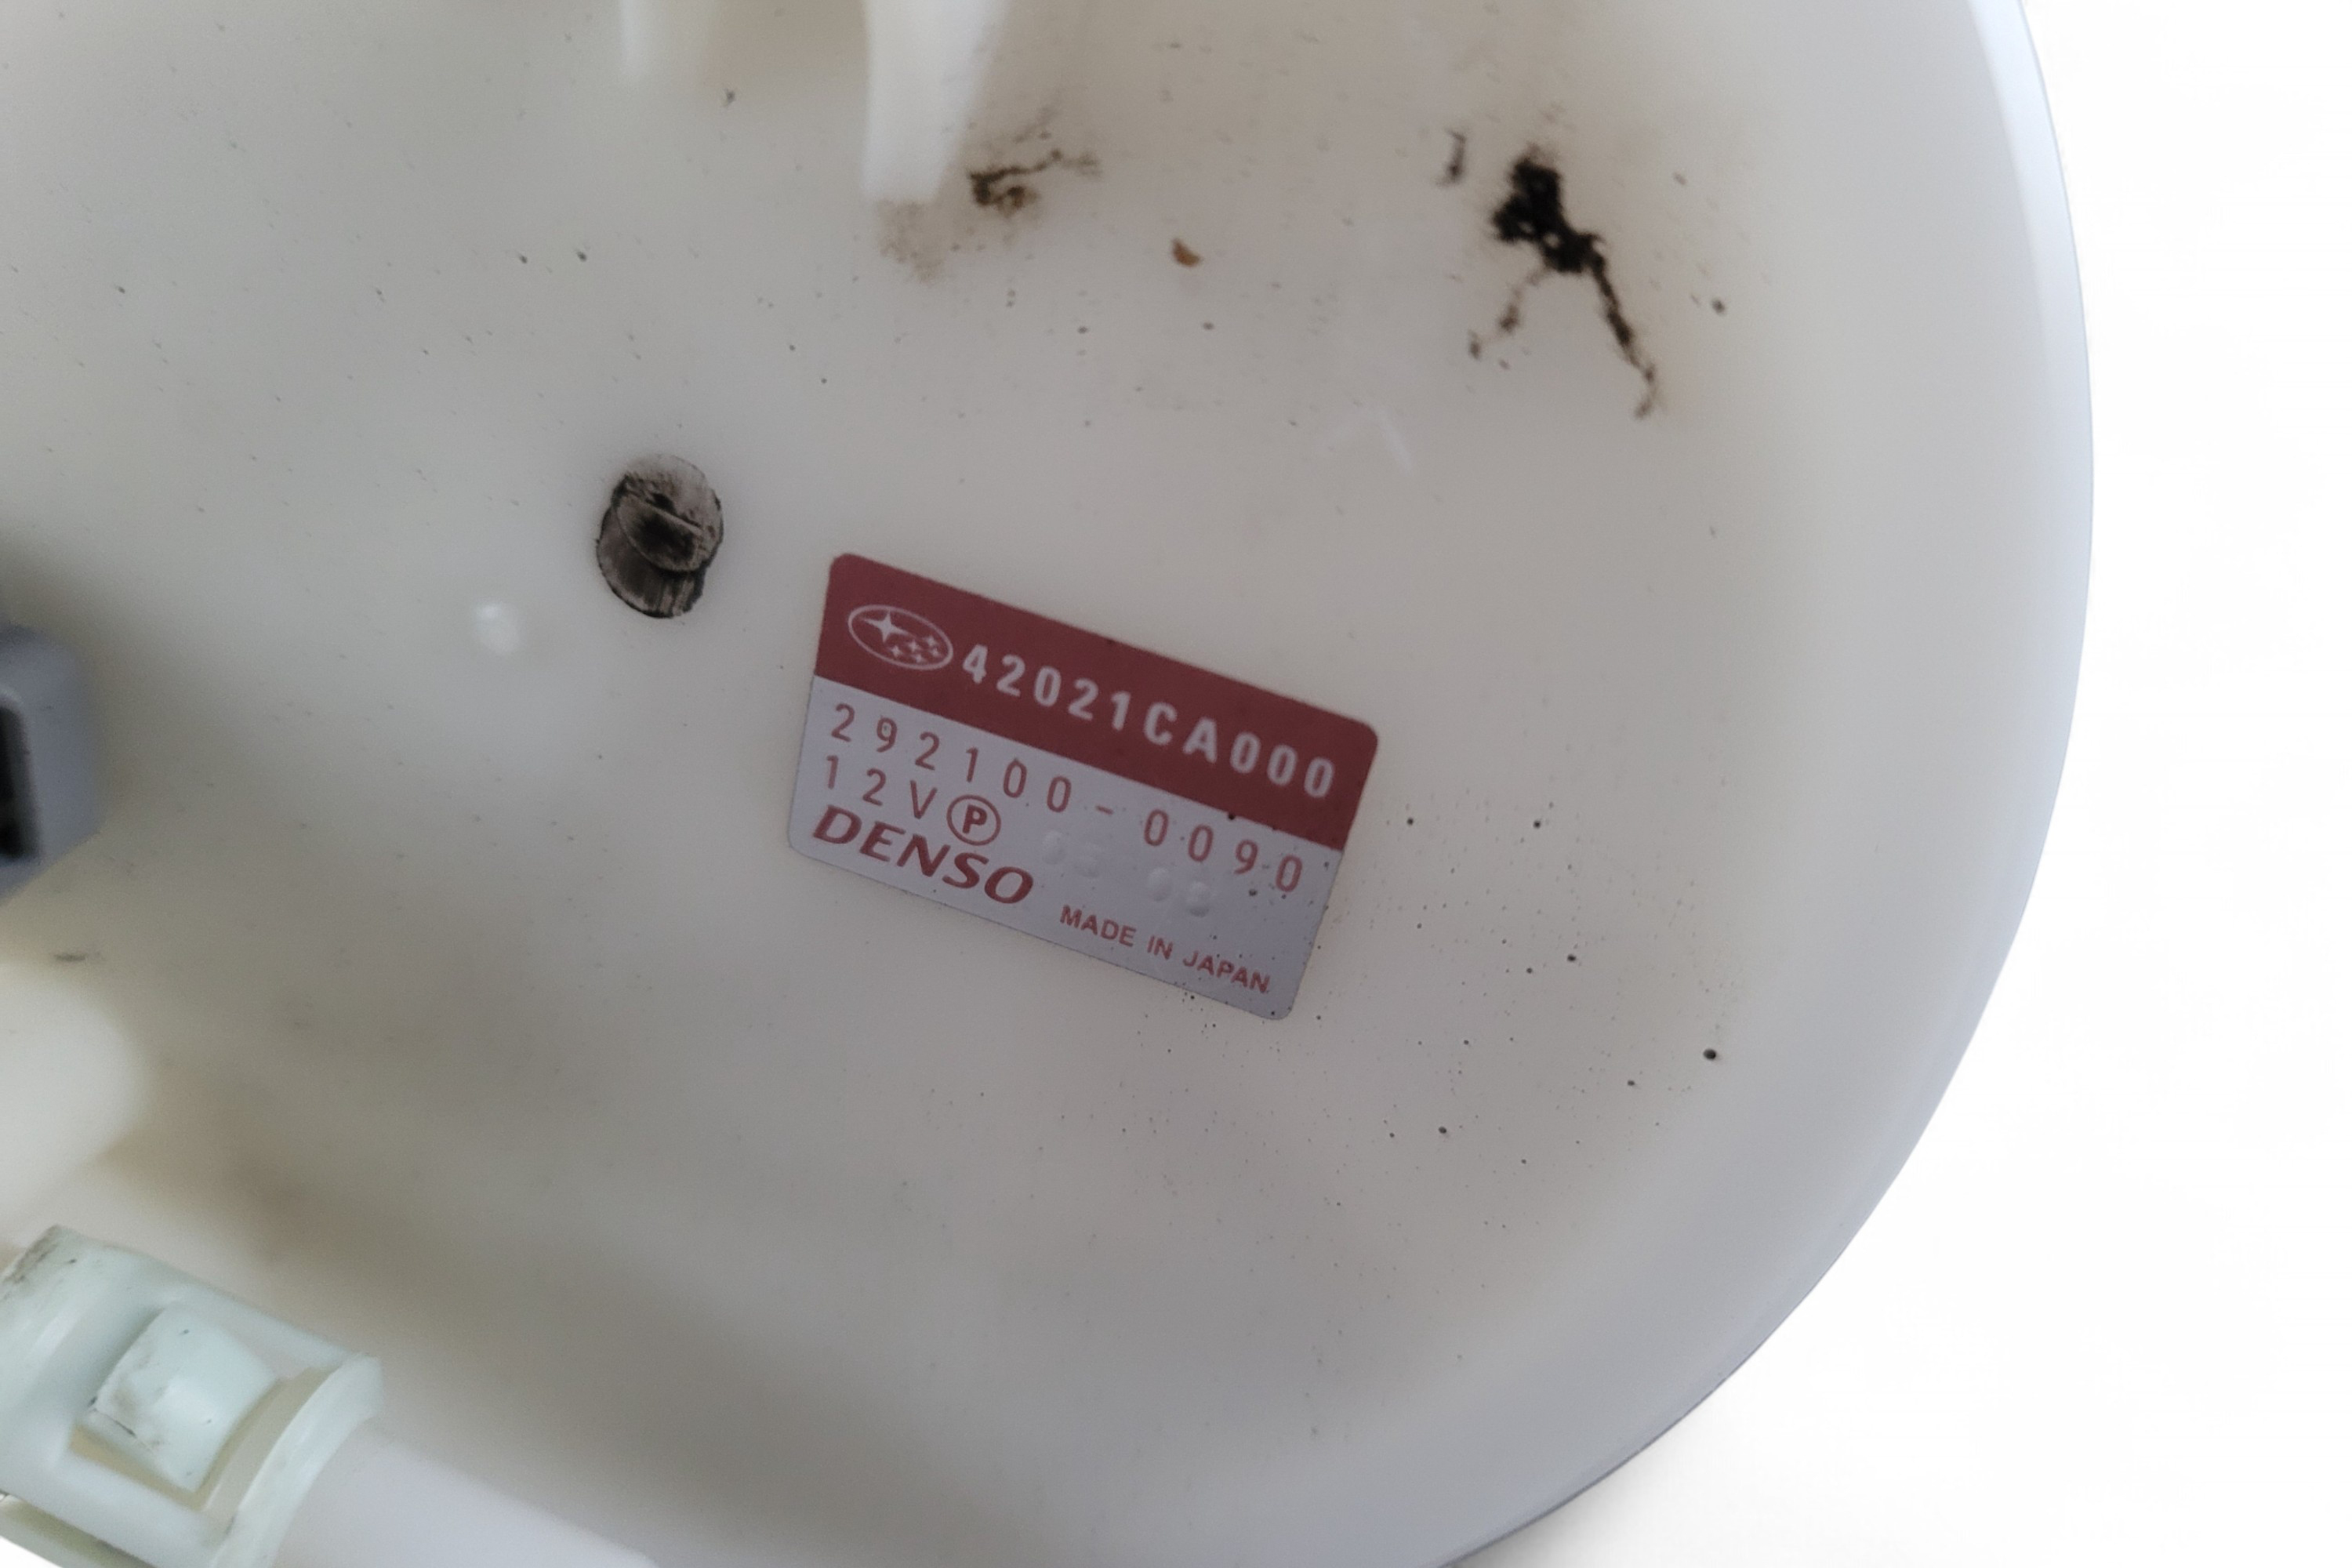 42021CA000
292100-0090
12V Ⓟ
DENSO
MADE IN JAPAN